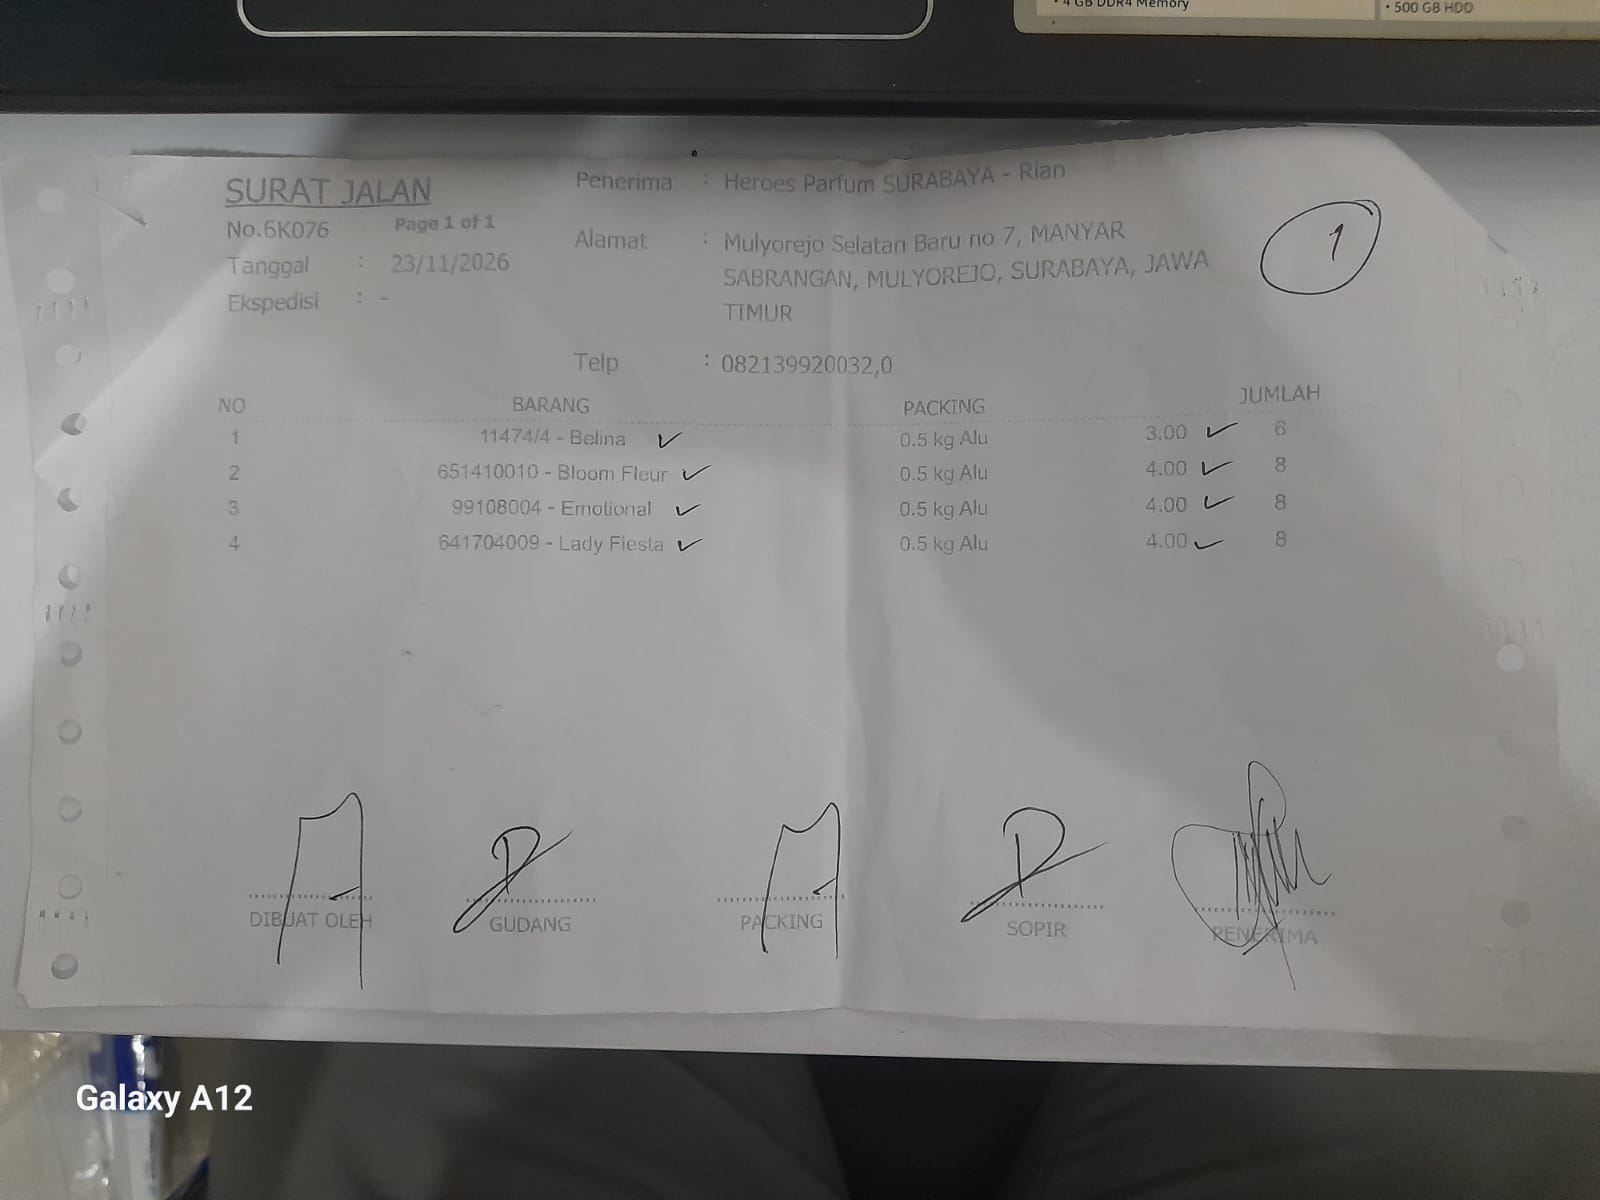 • 4 GB DDR4 Memory
• 500 GB HDD
SURAT JALAN
No.6K076 Page 1 of 1
Tanggal : 23/11/2026
Ekspedisi : -
Penerima : Heroes Parfum SURABAYA - Rian
Alamat : Mulyorejo Selatan Baru no 7, MANYAR
SABRANGAN, MULYOREJO, SURABAYA, JAWA
TIMUR
Telp : 082139920032,0
1
NO BARANG PACKING JUMLAH
1 11474/4 - Belina ✓ 0.5 kg Alu 3.00 ✓ 6
2 651410010 - Bloom Fleur ✓ 0.5 kg Alu 4.00 ✓ 8
3 99108004 - Emotional ✓ 0.5 kg Alu 4.00 ✓ 8
4 641704009 - Lady Fiesta ✓ 0.5 kg Alu 4.00 ✓ 8
DIBUAT OLEH GUDANG PACKING SOPIR PENERIMA
Galaxy A12